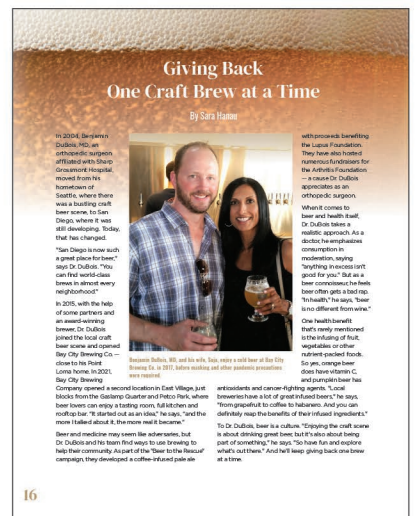 Giving Back
One Craft Brew at a Time
By Sara Hanau
In 2004, Benjamin
DuBois, MD, an
orthopedic surgeon
affiliated with Sharp
Grossmont Hospital,
moved from his
hometown of
Seattle, where there
was a bustling craft
beer scene, to San
Diego, where it was
still developing. Today,
that has changed.
"San Diego is now such
a great place for beer,"
says Dr. DuBois. "You
can find world-class
brews in almost every
neighborhood."
In 2015, with the help
of some partners and
an award-winning
brewer, Dr. DuBois
joined the local craft
beer scene and opened
Bay City Brewing Co. —
close to his Point
Loma home. In 2021,
Bay City Brewing
Company opened a second location in East Village, just
blocks from the Gaslamp Quarter and Petco Park, where
beer lovers can enjoy a tasting room, full kitchen and
rooftop bar. "It started out as an idea," he says, "and the
more I talked about it, the more real it became."
Beer and medicine may seem like adversaries, but
Dr. DuBois and his team find ways to use brewing to
help their community. As part of the "Beer to the Rescue"
campaign, they developed a coffee-infused pale ale
Benjamin DuBois, MD, and his wife, Suja, enjoy a cold beer at Bay City
Brewing Co. in 2017, before masking and other pandemic precautions
were required.
with proceeds benefiting
the Lupus Foundation.
They have also hosted
numerous fundraisers for
the Arthritis Foundation
— a cause Dr. DuBois
appreciates as an
orthopedic surgeon.
When it comes to
beer and health itself,
Dr. DuBois takes a
realistic approach. As a
doctor, he emphasizes
consumption in
moderation, saying
"anything in excess isn't
good for you." But as a
beer connoisseur, he feels
beer often gets a bad rap.
"In health," he says, "beer
is no different from wine."
One health benefit
that's rarely mentioned
is the infusing of fruit,
vegetables or other
nutrient-packed foods.
So yes, orange beer
does have vitamin C,
and pumpkin beer has
antioxidants and cancer-fighting agents. "Local
breweries have a lot of great infused beers," he says,
"from grapefruit to coffee to habanero. And you can
definitely reap the benefits of their infused ingredients."
To Dr. DuBois, beer is a culture. "Enjoying the craft scene
is about drinking great beer, but it's also about being
part of something," he says. "So have fun and explore
what's out there." And he'll keep giving back one beer
at a time.
16